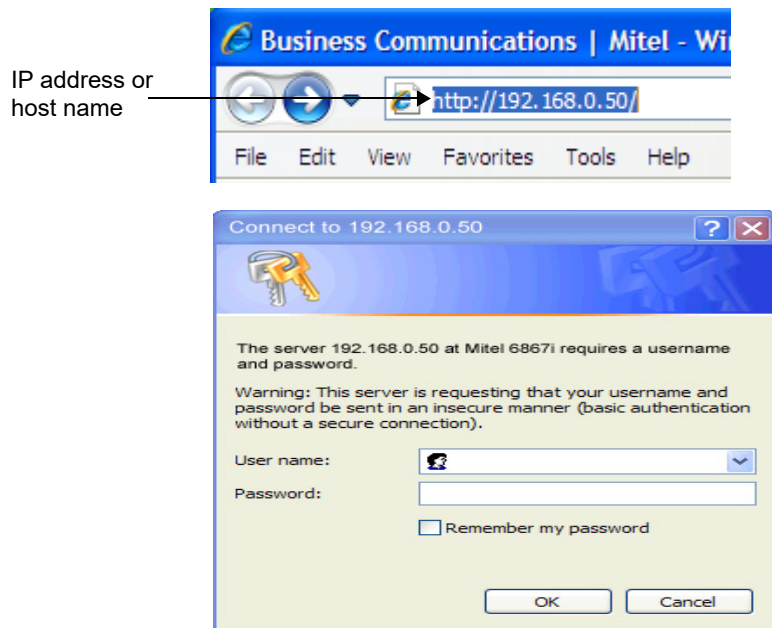 Business Communications | Mitel - Wi
IP address or
host name
http://192.168.0.50/
File Edit View Favorites Tools Help
Connect to 192.168.0.50
The server 192.168.0.50 at Mitel 6867i requires a username
and password.
Warning: This server is requesting that your username and
password be sent in an insecure manner (basic authentication
without a secure connection).
User name:
Password:
Remember my password
OK Cancel